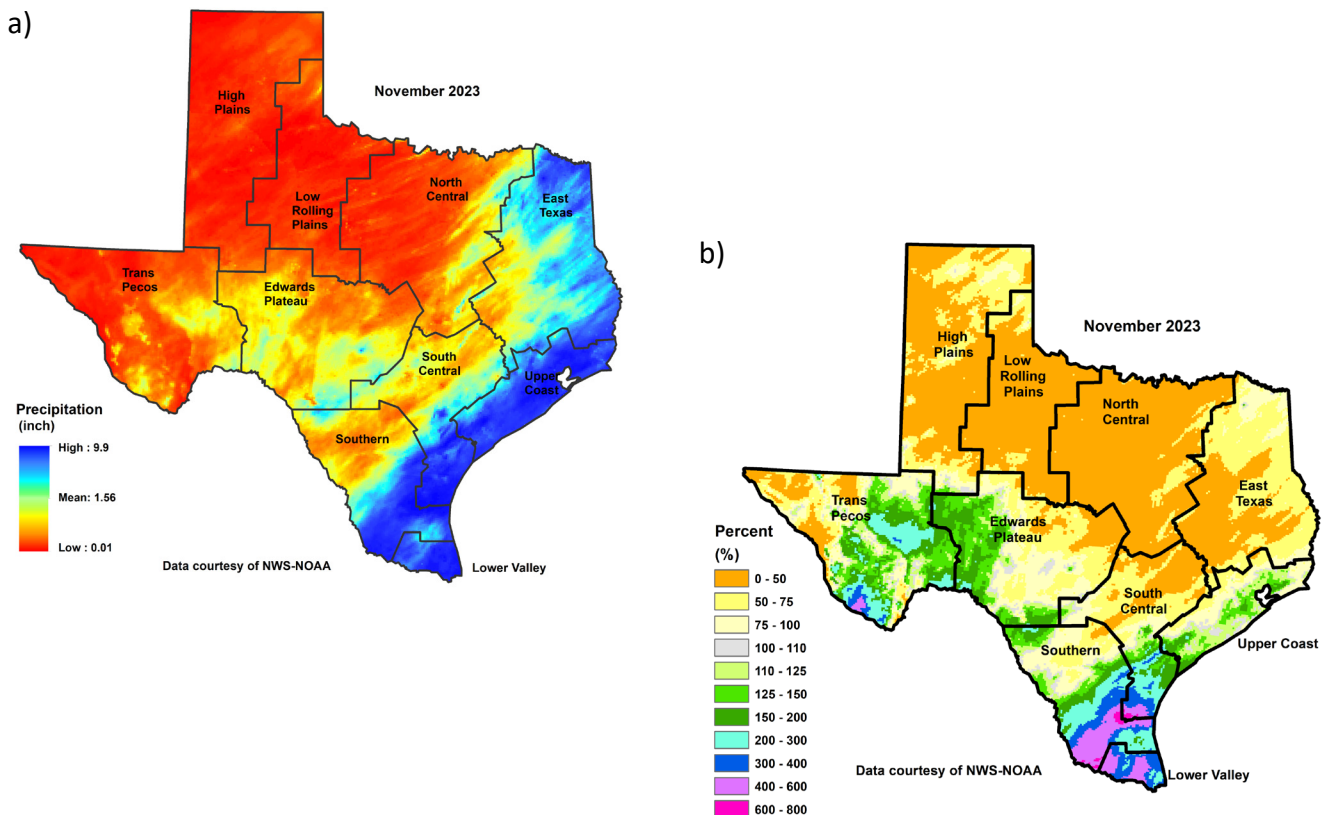 a)
November 2023
High
Plains
Low
Rolling
Plains
North
Central
East
Texas
Trans
Pecos
Edwards
Plateau
South
Central
Upper
Coast
Southern
Lower Valley
Precipitation
(inch)
High : 9.9
Mean: 1.56
Low : 0.01
Data courtesy of NWS-NOAA
b)
November 2023
High
Plains
Low
Rolling
Plains
North
Central
East
Texas
Trans
Pecos
Edwards
Plateau
South
Central
Upper Coast
Southern
Lower Valley
Percent
(%)
0 - 50
50 - 75
75 - 100
100 - 110
110 - 125
125 - 150
150 - 200
200 - 300
300 - 400
400 - 600
600 - 800
Data courtesy of NWS-NOAA